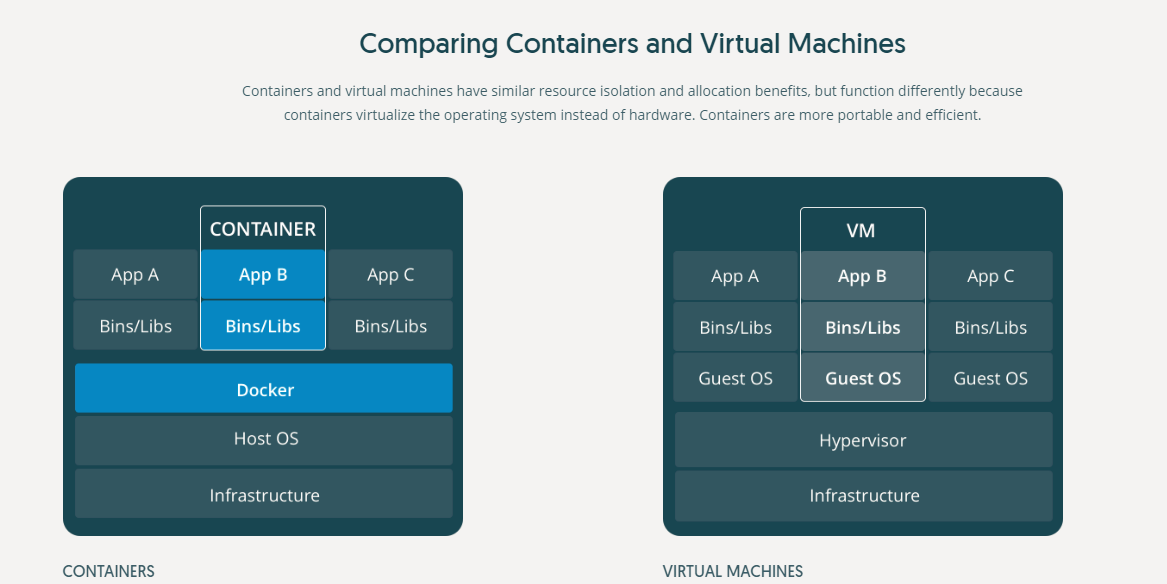 Comparing Containers and Virtual Machines
Containers and virtual machines have similar resource isolation and allocation benefits, but function differently because
containers virtualize the operating system instead of hardware. Containers are more portable and efficient.
CONTAINER
App A App B App C
Bins/Libs Bins/Libs Bins/Libs
Docker
Host OS
Infrastructure
CONTAINERS
VM
App A App B App C
Bins/Libs Bins/Libs Bins/Libs
Guest OS Guest OS Guest OS
Hypervisor
Infrastructure
VIRTUAL MACHINES